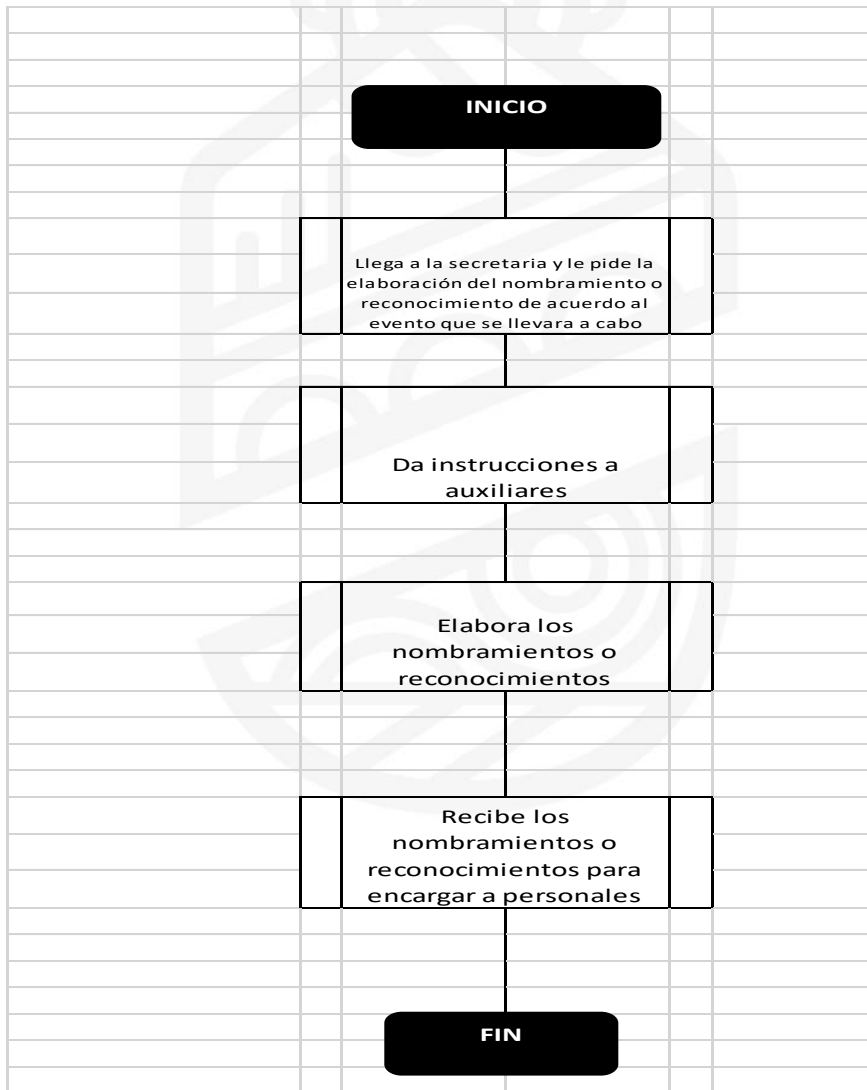 INICIO
Llega a la secretaria y le pide la
elaboración del nombramiento o
reconocimiento de acuerdo al
evento que se llevara a cabo
Da instrucciones a
auxiliares
Elabora los
nombramientos o
reconocimientos
Recibe los
nombramientos o
reconocimientos para
encargar a personales
FIN